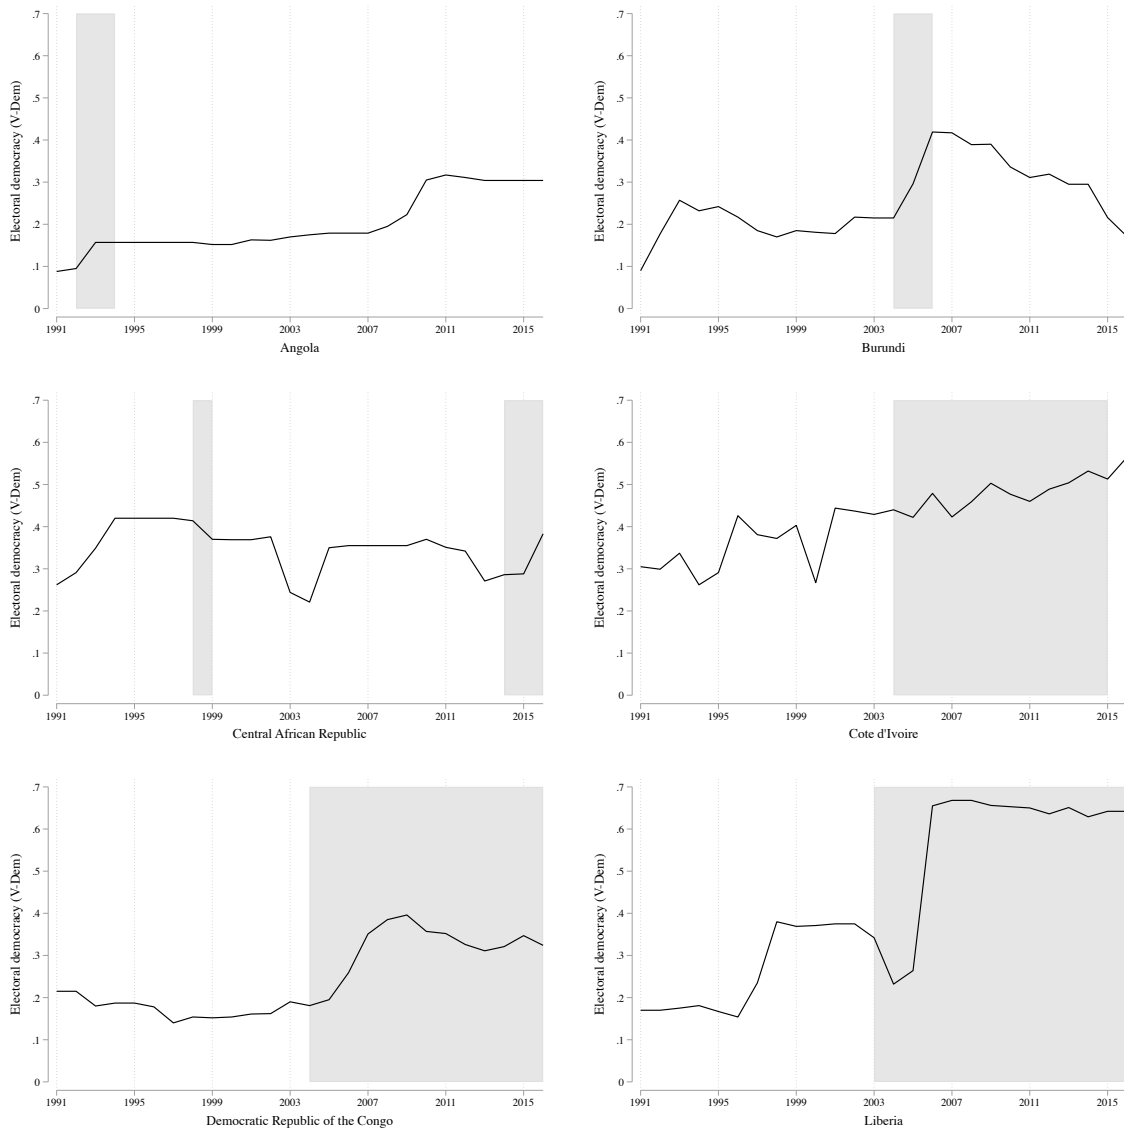 Electoral democracy (V-Dem)
.7
.6
.5
.4
.3
.2
.1
0
1991 1995 1999 2003 2007 2011 2015
Angola
Electoral democracy (V-Dem)
.7
.6
.5
.4
.3
.2
.1
0
1991 1995 1999 2003 2007 2011 2015
Burundi
Electoral democracy (V-Dem)
.7
.6
.5
.4
.3
.2
.1
0
1991 1995 1999 2003 2007 2011 2015
Central African Republic
Electoral democracy (V-Dem)
.7
.6
.5
.4
.3
.2
.1
0
1991 1995 1999 2003 2007 2011 2015
Cote d'Ivoire
Electoral democracy (V-Dem)
.7
.6
.5
.4
.3
.2
.1
0
1991 1995 1999 2003 2007 2011 2015
Democratic Republic of the Congo
Electoral democracy (V-Dem)
.7
.6
.5
.4
.3
.2
.1
0
1991 1995 1999 2003 2007 2011 2015
Liberia